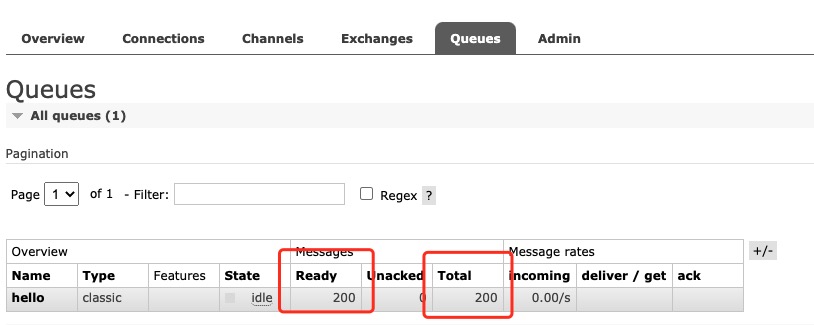 Overview Connections Channels Exchanges Queues Admin
Queues
All queues (1)
Pagination
Page 1 of 1 - Filter: Regex ?
Overview Messages Message rates +/-
Name Type Features State Ready Unacked Total incoming deliver / get ack
hello classic idle 200 0 200 0.00/s